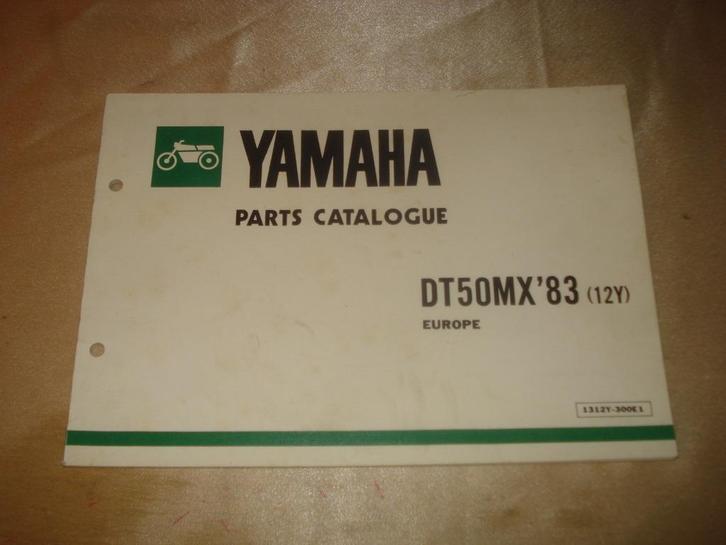 YAMAHA
PARTS CATALOGUE
DT50MX'83 (12Y)
EUROPE
1312Y-300E1